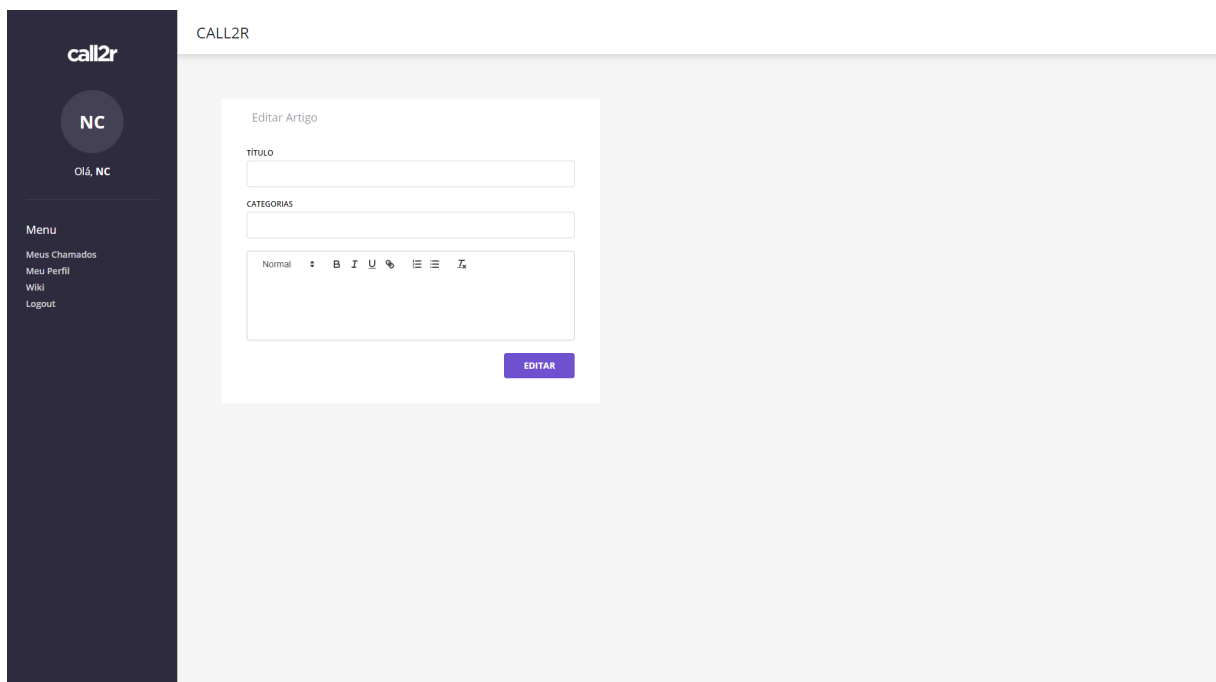 call2r
NC
Olá, NC
Menu
Meus Chamados
Meu Perfil
Wiki
Logout
CALL2R
Editar Artigo
TÍTULO
CATEGORIAS
Normal B I U
EDITAR